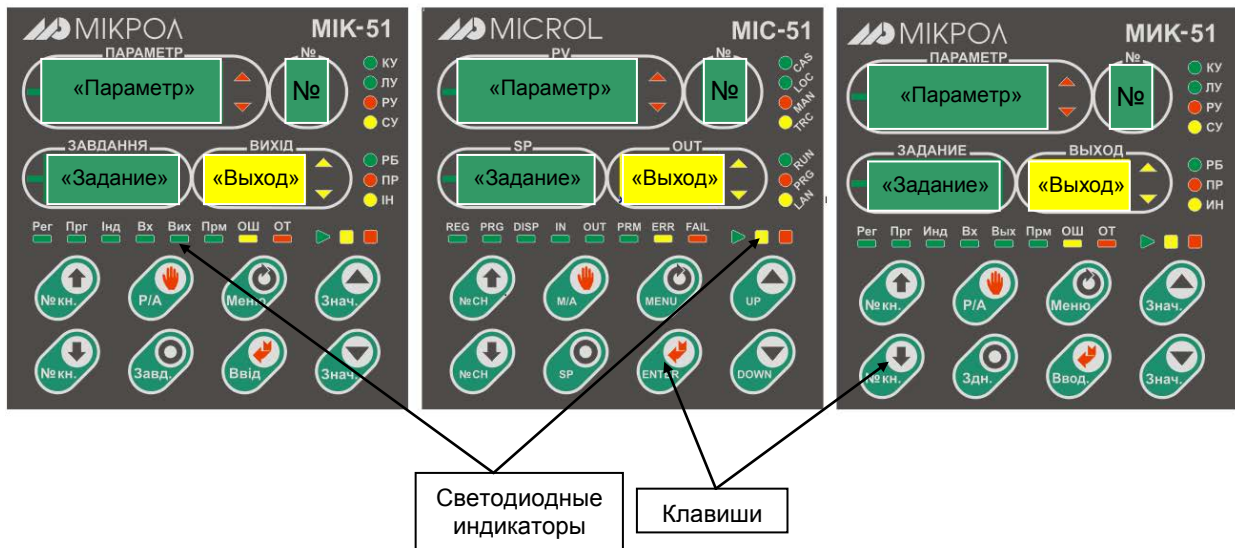 МІКРОЛ МІК-51
ПАРАМЕТР №
«Параметр» №
КУ
ЛУ
РУ
СУ
ЗАВДАННЯ ВИХІД
«Задание» «Выход»
РБ
ПР
ІН
Рег Прг Інд Вх Вих Прм ОШ ОТ
№кн. Р/А Меню Знач.
№кн. Завд. Ввід Знач.
MICROL MIC-51
PV №
«Параметр» №
CAS
LOC
MAN
TRC
SP OUT
«Задание» «Выход»
RUN
PRG
LAN
REG PRG DISP IN OUT PRM ERR FAIL
№CH M/A MENU UP
№CH SP ENTER DOWN
МІКРОЛ МИК-51
ПАРАМЕТР №
«Параметр» №
КУ
ЛУ
РУ
СУ
ЗАДАНИЕ ВЫХОД
«Задание» «Выход»
РБ
ПР
ИН
Рег Прг Инд Вх Вых Прм ОШ ОТ
№кн. Р/А Меню Знач.
№кн. Здн. Ввод. Знач.
Светодиодные
индикаторы
Клавиши